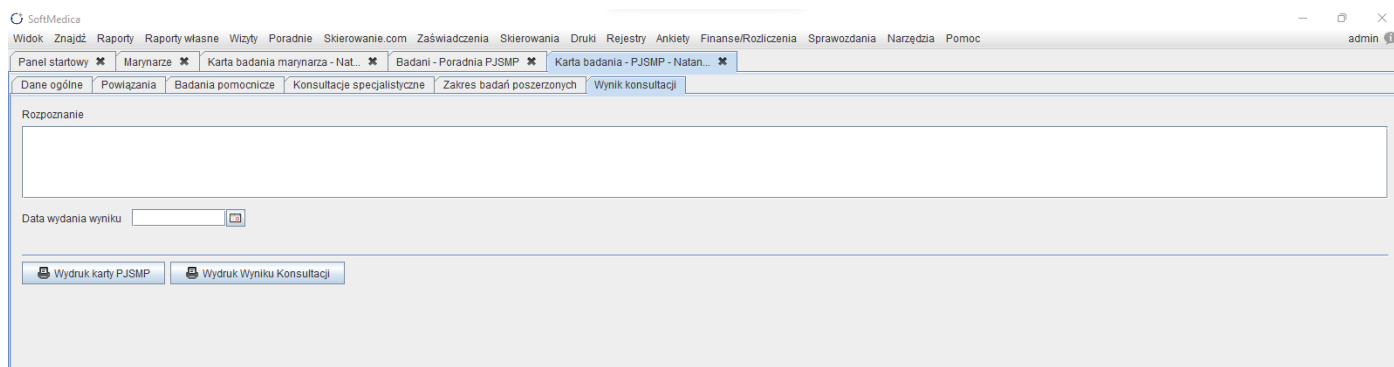 SoftMedica
Widok Znajdź Raporty Raporty własne Wizyty Poradnie Skierowanie.com Zaświadczenia Skierowania Druki Rejestry Ankiety Finanse/Rozliczenia Sprawozdania Narzędzia Pomoc admin
Panel startowy Marynarze Karta badania marynarza - Nat... Badani - Poradnia PJSMP Karta badania - PJSMP - Natan...
Dane ogólne Powiązania Badania pomocnicze Konsultacje specjalistyczne Zakres badań poszerzonych Wynik konsultacji
Rozpoznanie
Data wydania wyniku
Wydruk karty PJSMP Wydruk Wyniku Konsultacji